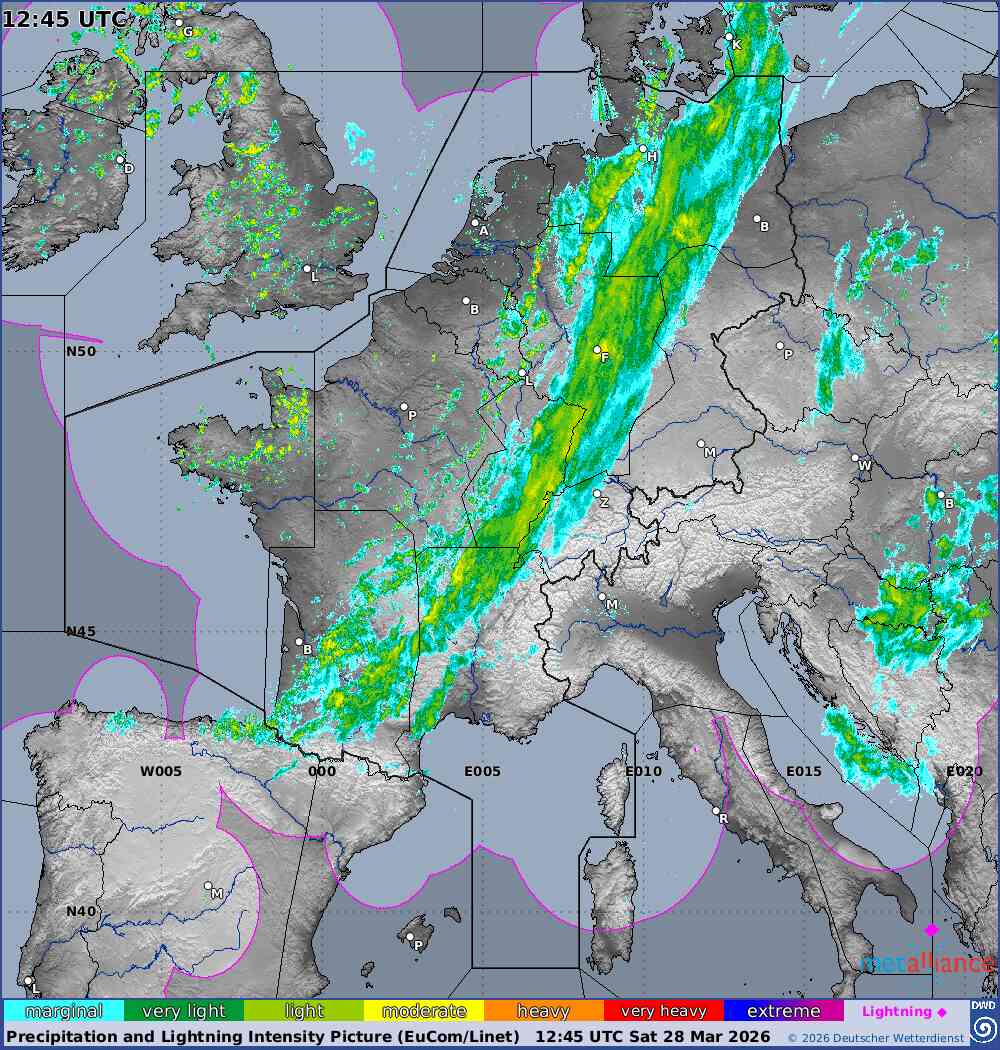 12:45 UTC
G
K
D
H
A
B
L
B
N50
P
F
L
P
M
W
Z
B
M
N45
B
W005
000
E005
E010
E015
E020
R
M
N40
P
L
metalliance
marginal very light light moderate heavy very heavy extreme Lightning ◆
DWD
Precipitation and Lightning Intensity Picture (EuCom/Linet) 12:45 UTC Sat 28 Mar 2026 © 2026 Deutscher Wetterdienst